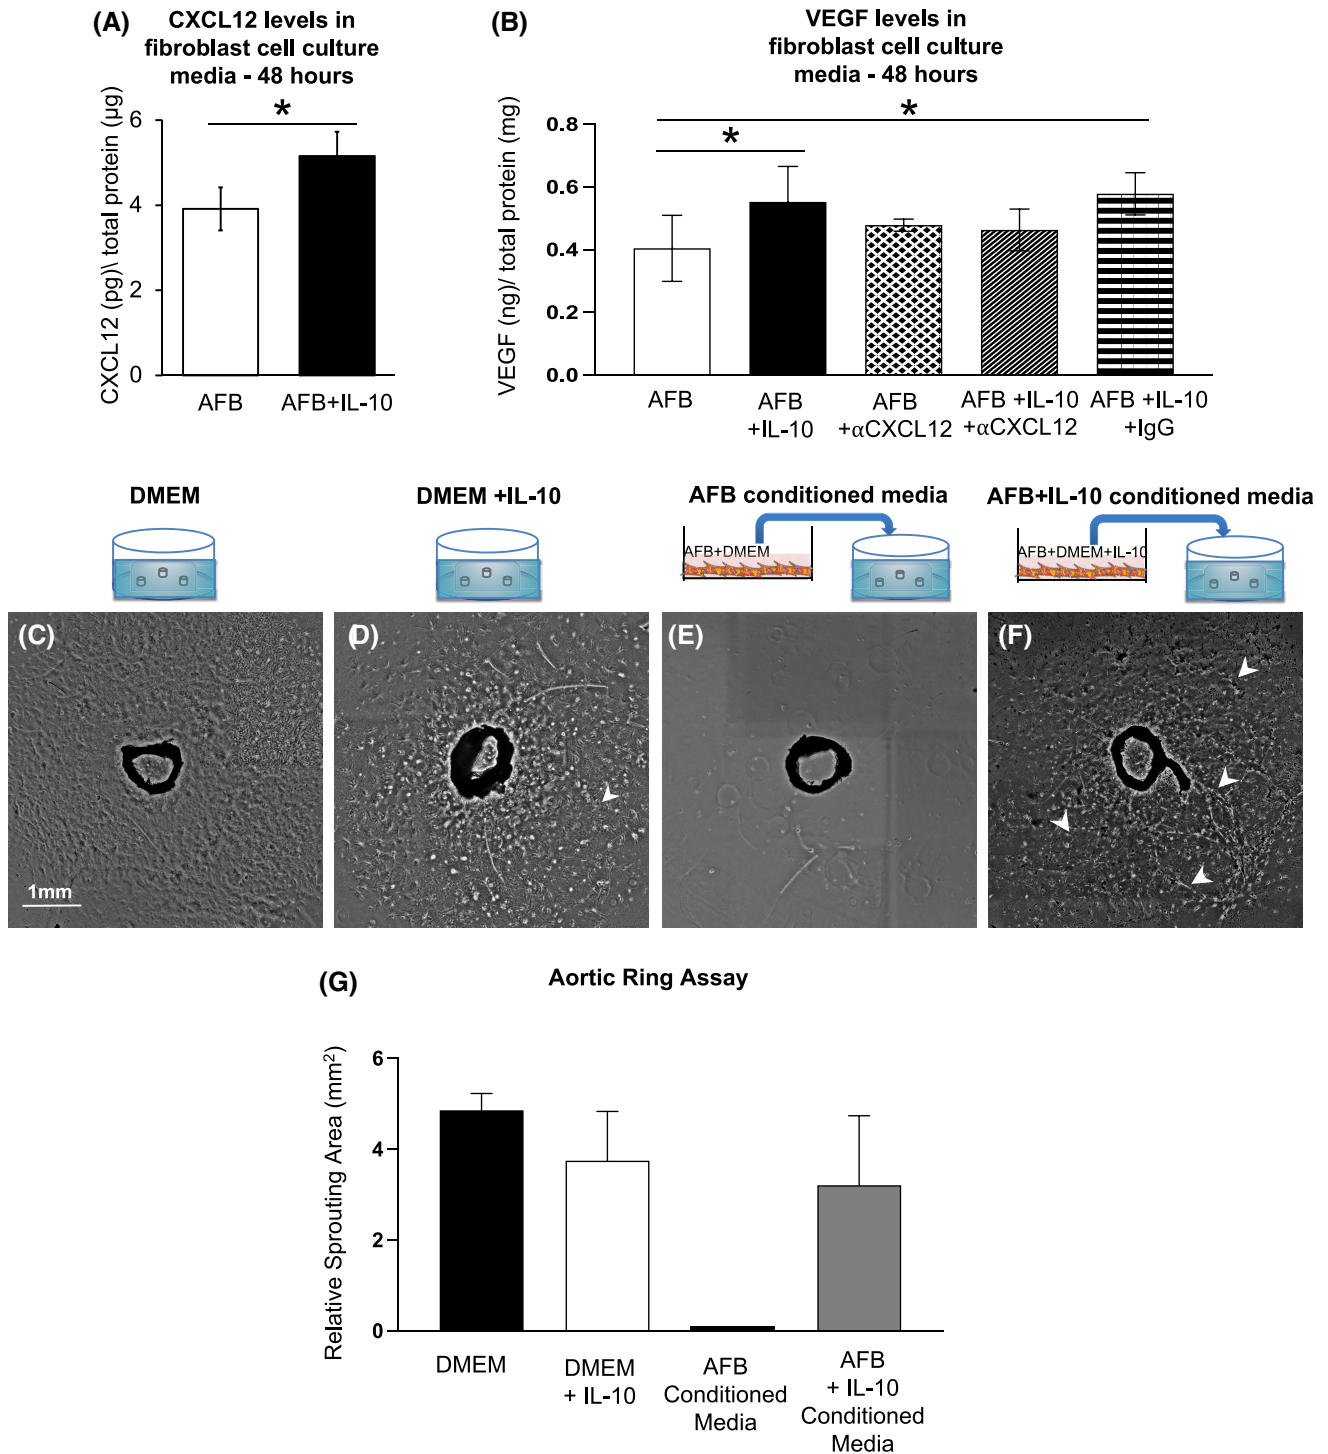 (A)
CXCL12 levels in
fibroblast cell culture
media - 48 hours
*
CXCL12 (pg)\ total protein (µg)
6
4
2
0
AFB
AFB+IL-10
(B)
VEGF levels in
fibroblast cell culture
media - 48 hours
*
*
VEGF (ng)/ total protein (mg)
0.8
0.6
0.4
0.2
0.0
AFB
AFB
+IL-10
AFB
+αCXCL12
AFB +IL-10
+αCXCL12
AFB +IL-10
+IgG
DMEM
DMEM +IL-10
AFB conditioned media
AFB+IL-10 conditioned media
AFB+DMEM
AFB+DMEM+IL-10
(C)
1mm
(D)
(E)
(F)
(G)
Aortic Ring Assay
Relative Sprouting Area (mm²)
6
4
2
0
DMEM
DMEM
+ IL-10
AFB
Conditioned
Media
AFB
+ IL-10
Conditioned
Media